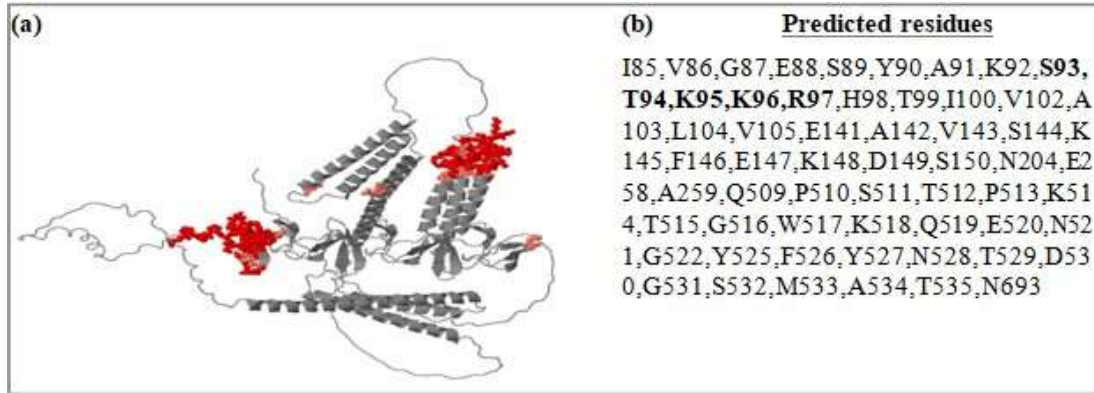 (a)
(b) Predicted residues
I85,V86,G87,E88,S89,Y90,A91,K92,S93,
T94,K95,K96,R97,H98,T99,I100,V102,A
103,L104,V105,E141,A142,V143,S144,K
145,F146,E147,K148,D149,S150,N204,E2
58,A259,Q509,P510,S511,T512,P513,K51
4,T515,G516,W517,K518,Q519,E520,N52
1,G522,Y525,F526,Y527,N528,T529,D53
0,G531,S532,M533,A534,T535,N693